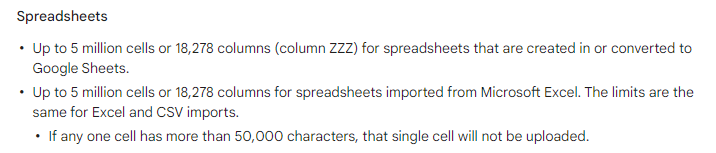 Spreadsheets
• Up to 5 million cells or 18,278 columns (column ZZZ) for spreadsheets that are created in or converted to
Google Sheets.
• Up to 5 million cells or 18,278 columns for spreadsheets imported from Microsoft Excel. The limits are the
same for Excel and CSV imports.
• If any one cell has more than 50,000 characters, that single cell will not be uploaded.